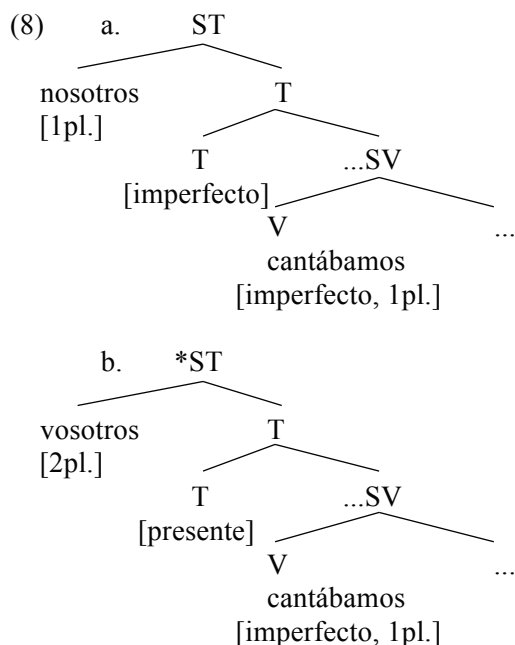 (8) a. ST
nosotros T
[1pl.]
T ...SV
[imperfecto]
V ...
cantábamos
[imperfecto, 1pl.]
b. *ST
vosotros T
[2pl.]
T ...SV
[presente]
V ...
cantábamos
[imperfecto, 1pl.]